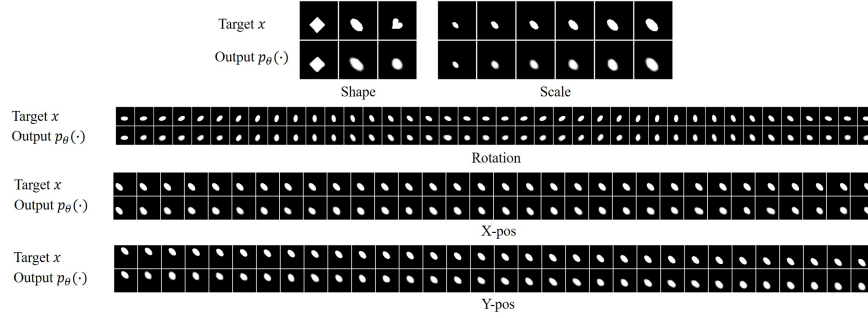 Target x
Output pθ(·)
Shape
Scale
Target x
Output pθ(·)
Rotation
Target x
Output pθ(·)
X-pos
Target x
Output pθ(·)
Y-pos